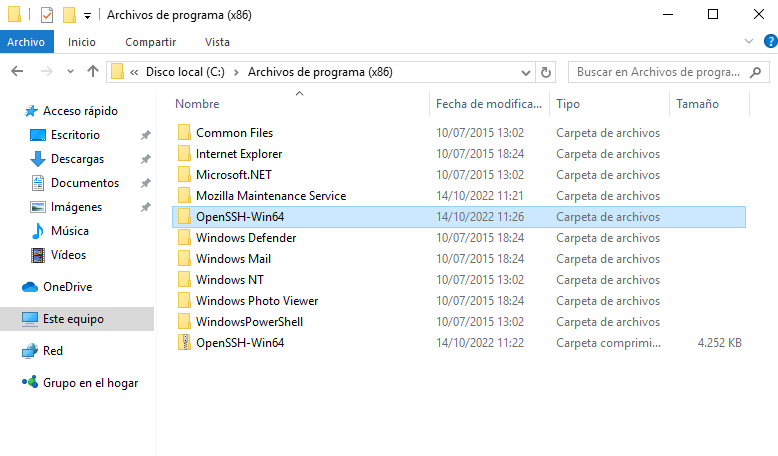 Archivos de programa (x86)
Archivo Inicio Compartir Vista
Disco local (C:) Archivos de programa (x86) Buscar en Archivos de progra...
Acceso rápido
Escritorio
Descargas
Documentos
Imágenes
Música
Vídeos
OneDrive
Este equipo
Red
Grupo en el hogar
Nombre Fecha de modifica... Tipo Tamaño
Common Files 10/07/2015 13:02 Carpeta de archivos
Internet Explorer 10/07/2015 18:24 Carpeta de archivos
Microsoft.NET 10/07/2015 13:02 Carpeta de archivos
Mozilla Maintenance Service 14/10/2022 11:21 Carpeta de archivos
OpenSSH-Win64 14/10/2022 11:26 Carpeta de archivos
Windows Defender 10/07/2015 18:24 Carpeta de archivos
Windows Mail 10/07/2015 18:24 Carpeta de archivos
Windows NT 10/07/2015 13:02 Carpeta de archivos
Windows Photo Viewer 10/07/2015 18:24 Carpeta de archivos
WindowsPowerShell 10/07/2015 13:02 Carpeta de archivos
OpenSSH-Win64 14/10/2022 11:22 Carpeta comprimi... 4.252 KB